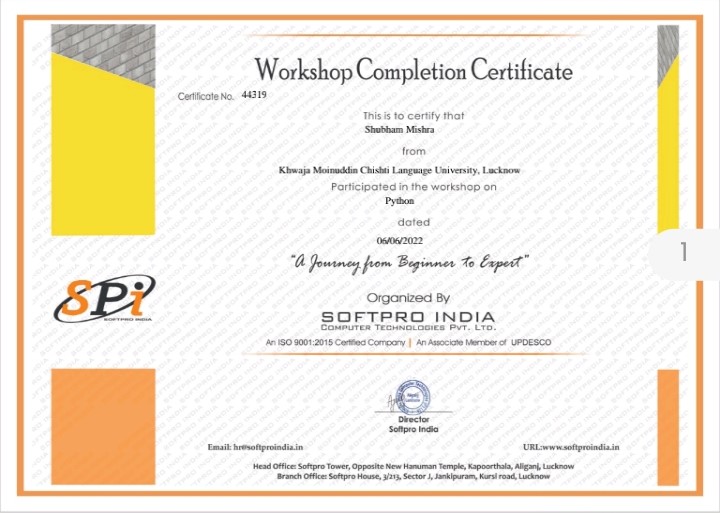 Workshop Completion Certificate
Certificate No. 44319
This is to certify that
Shubham Mishra
from
Khwaja Moinuddin Chishti Language University, Lucknow
Participated in the workshop on
Python
dated
06/06/2022
"A Journey from Beginner to Expert"
1
SPi
SOFTPRO INDIA
Organized By
SOFTPRO INDIA
COMPUTER TECHNOLOGIES PVT. LTD.
An ISO 9001:2015 Certified Company | An Associate Member of UPDESCO
Director
Softpro India
Email: hr@softproindia.in
URL:www.softproindia.in
Head Office: Softpro Tower, Opposite New Hanuman Temple, Kapoorthala, Aliganj, Lucknow
Branch Office: Softpro House, 3/213, Sector J, Jankipuram, Kursi road, Lucknow